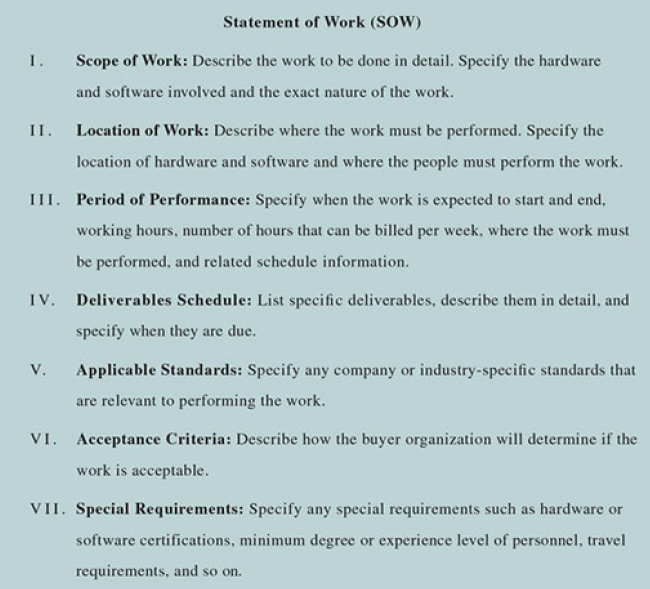 Statement of Work (SOW)
I. Scope of Work: Describe the work to be done in detail. Specify the hardware
and software involved and the exact nature of the work.
II. Location of Work: Describe where the work must be performed. Specify the
location of hardware and software and where the people must perform the work.
III. Period of Performance: Specify when the work is expected to start and end,
working hours, number of hours that can be billed per week, where the work must
be performed, and related schedule information.
IV. Deliverables Schedule: List specific deliverables, describe them in detail, and
specify when they are due.
V. Applicable Standards: Specify any company or industry-specific standards that
are relevant to performing the work.
VI. Acceptance Criteria: Describe how the buyer organization will determine if the
work is acceptable.
VII. Special Requirements: Specify any special requirements such as hardware or
software certifications, minimum degree or experience level of personnel, travel
requirements, and so on.